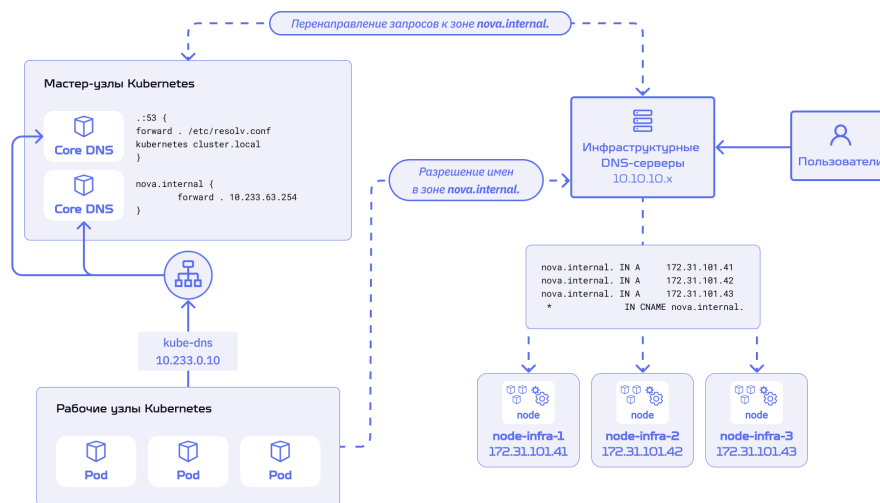 Перенаправление запросов к зоне nova.internal.
Мастер-узлы Kubernetes
Core DNS
.:53 {
forward . /etc/resolv.conf
kubernetes cluster.local
}
Core DNS
nova.internal {
forward . 10.233.63.254
}
Разрешение имен
в зоне nova.internal.
Инфраструктурные
DNS-серверы
10.10.10.x
Пользователи
nova.internal. IN A 172.31.101.41
nova.internal. IN A 172.31.101.42
nova.internal. IN A 172.31.101.43
* IN CNAME nova.internal.
kube-dns
10.233.0.10
Рабочие узлы Kubernetes
Pod
Pod
Pod
node
node-infra-1
172.31.101.41
node
node-infra-2
172.31.101.42
node
node-infra-3
172.31.101.43